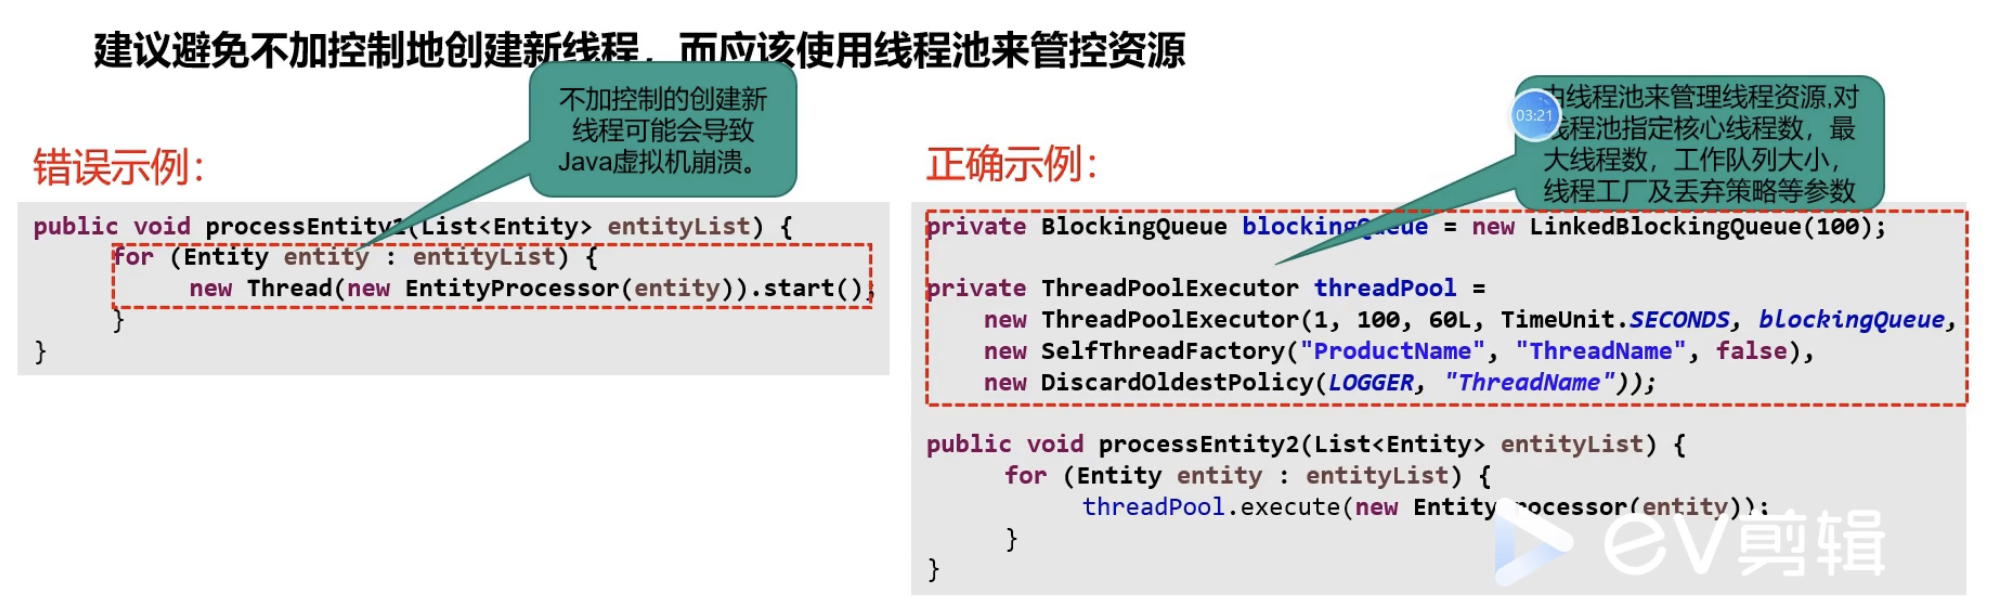 建议避免不加控制地创建新线程，而应该使用线程池来管控资源
不加控制的创建新
线程可能会导致
Java虚拟机崩溃。
错误示例：
public void processEntity1(List<Entity> entityList) {
for (Entity entity : entityList) {
new Thread(new EntityProcessor(entity)).start();
}
}
由线程池来管理线程资源,对
线程池指定核心线程数，最
大线程数，工作队列大小，
线程工厂及丢弃策略等参数
03:21
正确示例：
private BlockingQueue blockingQueue = new LinkedBlockingQueue(100);
private ThreadPoolExecutor threadPool =
new ThreadPoolExecutor(1, 100, 60L, TimeUnit.SECONDS, blockingQueue,
new SelfThreadFactory("ProductName", "ThreadName", false),
new DiscardOldestPolicy(LOGGER, "ThreadName"));
public void processEntity2(List<Entity> entityList) {
for (Entity entity : entityList) {
threadPool.execute(new EntityProcessor(entity));
}
}
eV剪辑